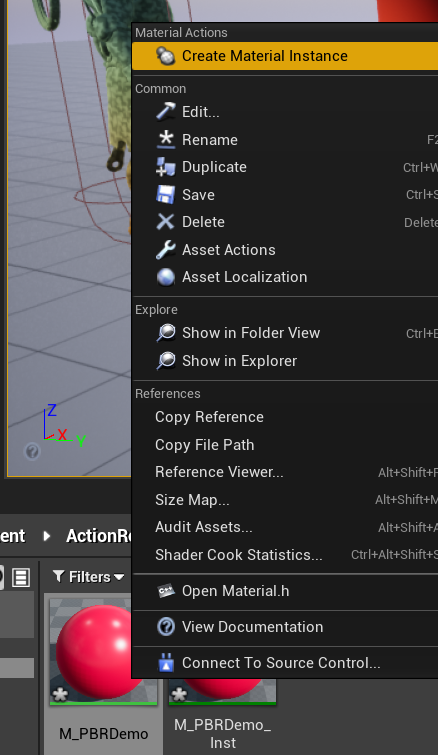 Material Actions
Create Material Instance
Common
Edit...
Rename F2
Duplicate Ctrl+W
Save Ctrl+S
Delete Delete
Asset Actions
Asset Localization
Explore
Show in Folder View Ctrl+B
Show in Explorer
References
Copy Reference
Copy File Path
Reference Viewer... Alt+Shift+R
Size Map... Alt+Shift+M
Audit Assets... Alt+Shift+A
Shader Cook Statistics... Ctrl+Alt+Shift+S
Open Material.h
View Documentation
Connect To Source Control...
Z
X
Y
?
ent ActionR
Filters
M_PBRDemo
M_PBRDemo_
Inst